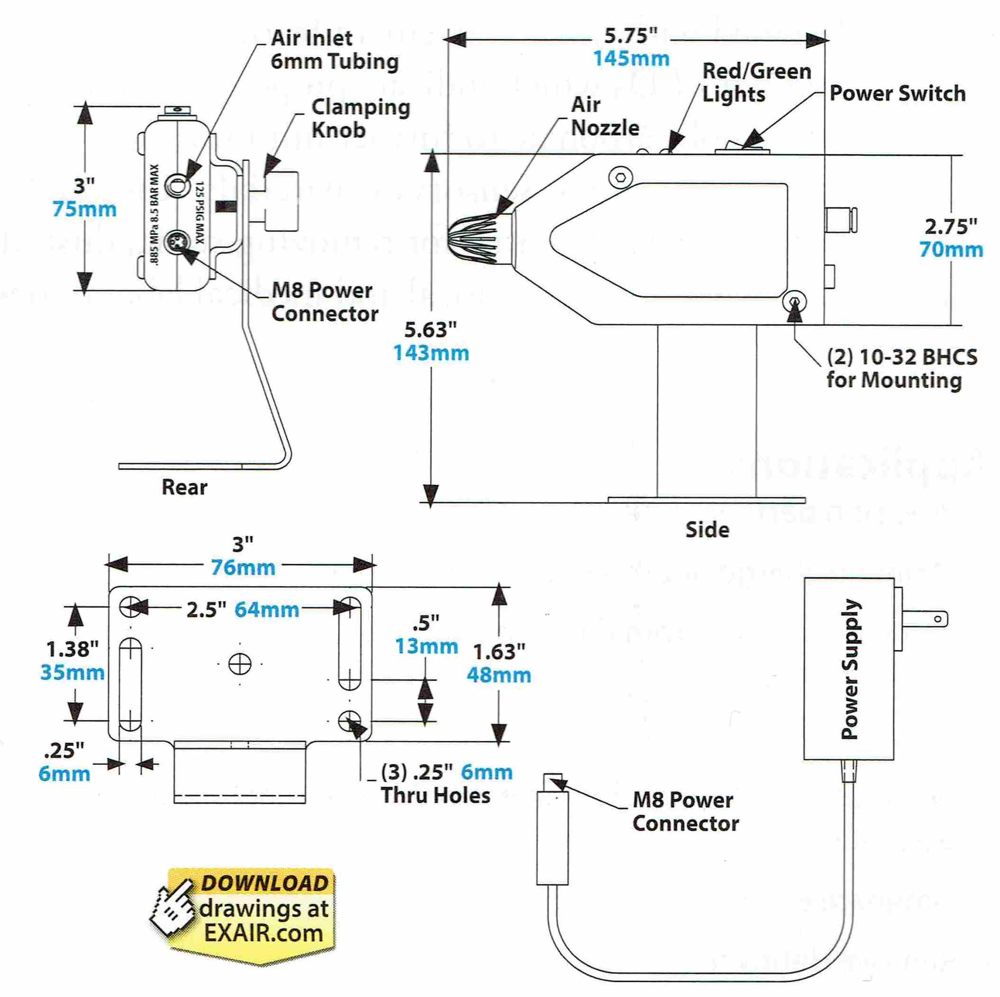 Air Inlet
6mm Tubing
Clamping
Knob
3"
75mm
.885 MPa 8.5 BAR MAX
125 PSIG MAX
M8 Power
Connector
Rear
5.75"
145mm
Red/Green
Lights
Power Switch
Air
Nozzle
2.75"
70mm
5.63"
143mm
(2) 10-32 BHCS
for Mounting
Side
3"
76mm
2.5" 64mm
.5"
13mm
1.38"
35mm
1.63"
48mm
.25"
6mm
(3) .25" 6mm
Thru Holes
Power Supply
M8 Power
Connector
DOWNLOAD
drawings at
EXAIR.com